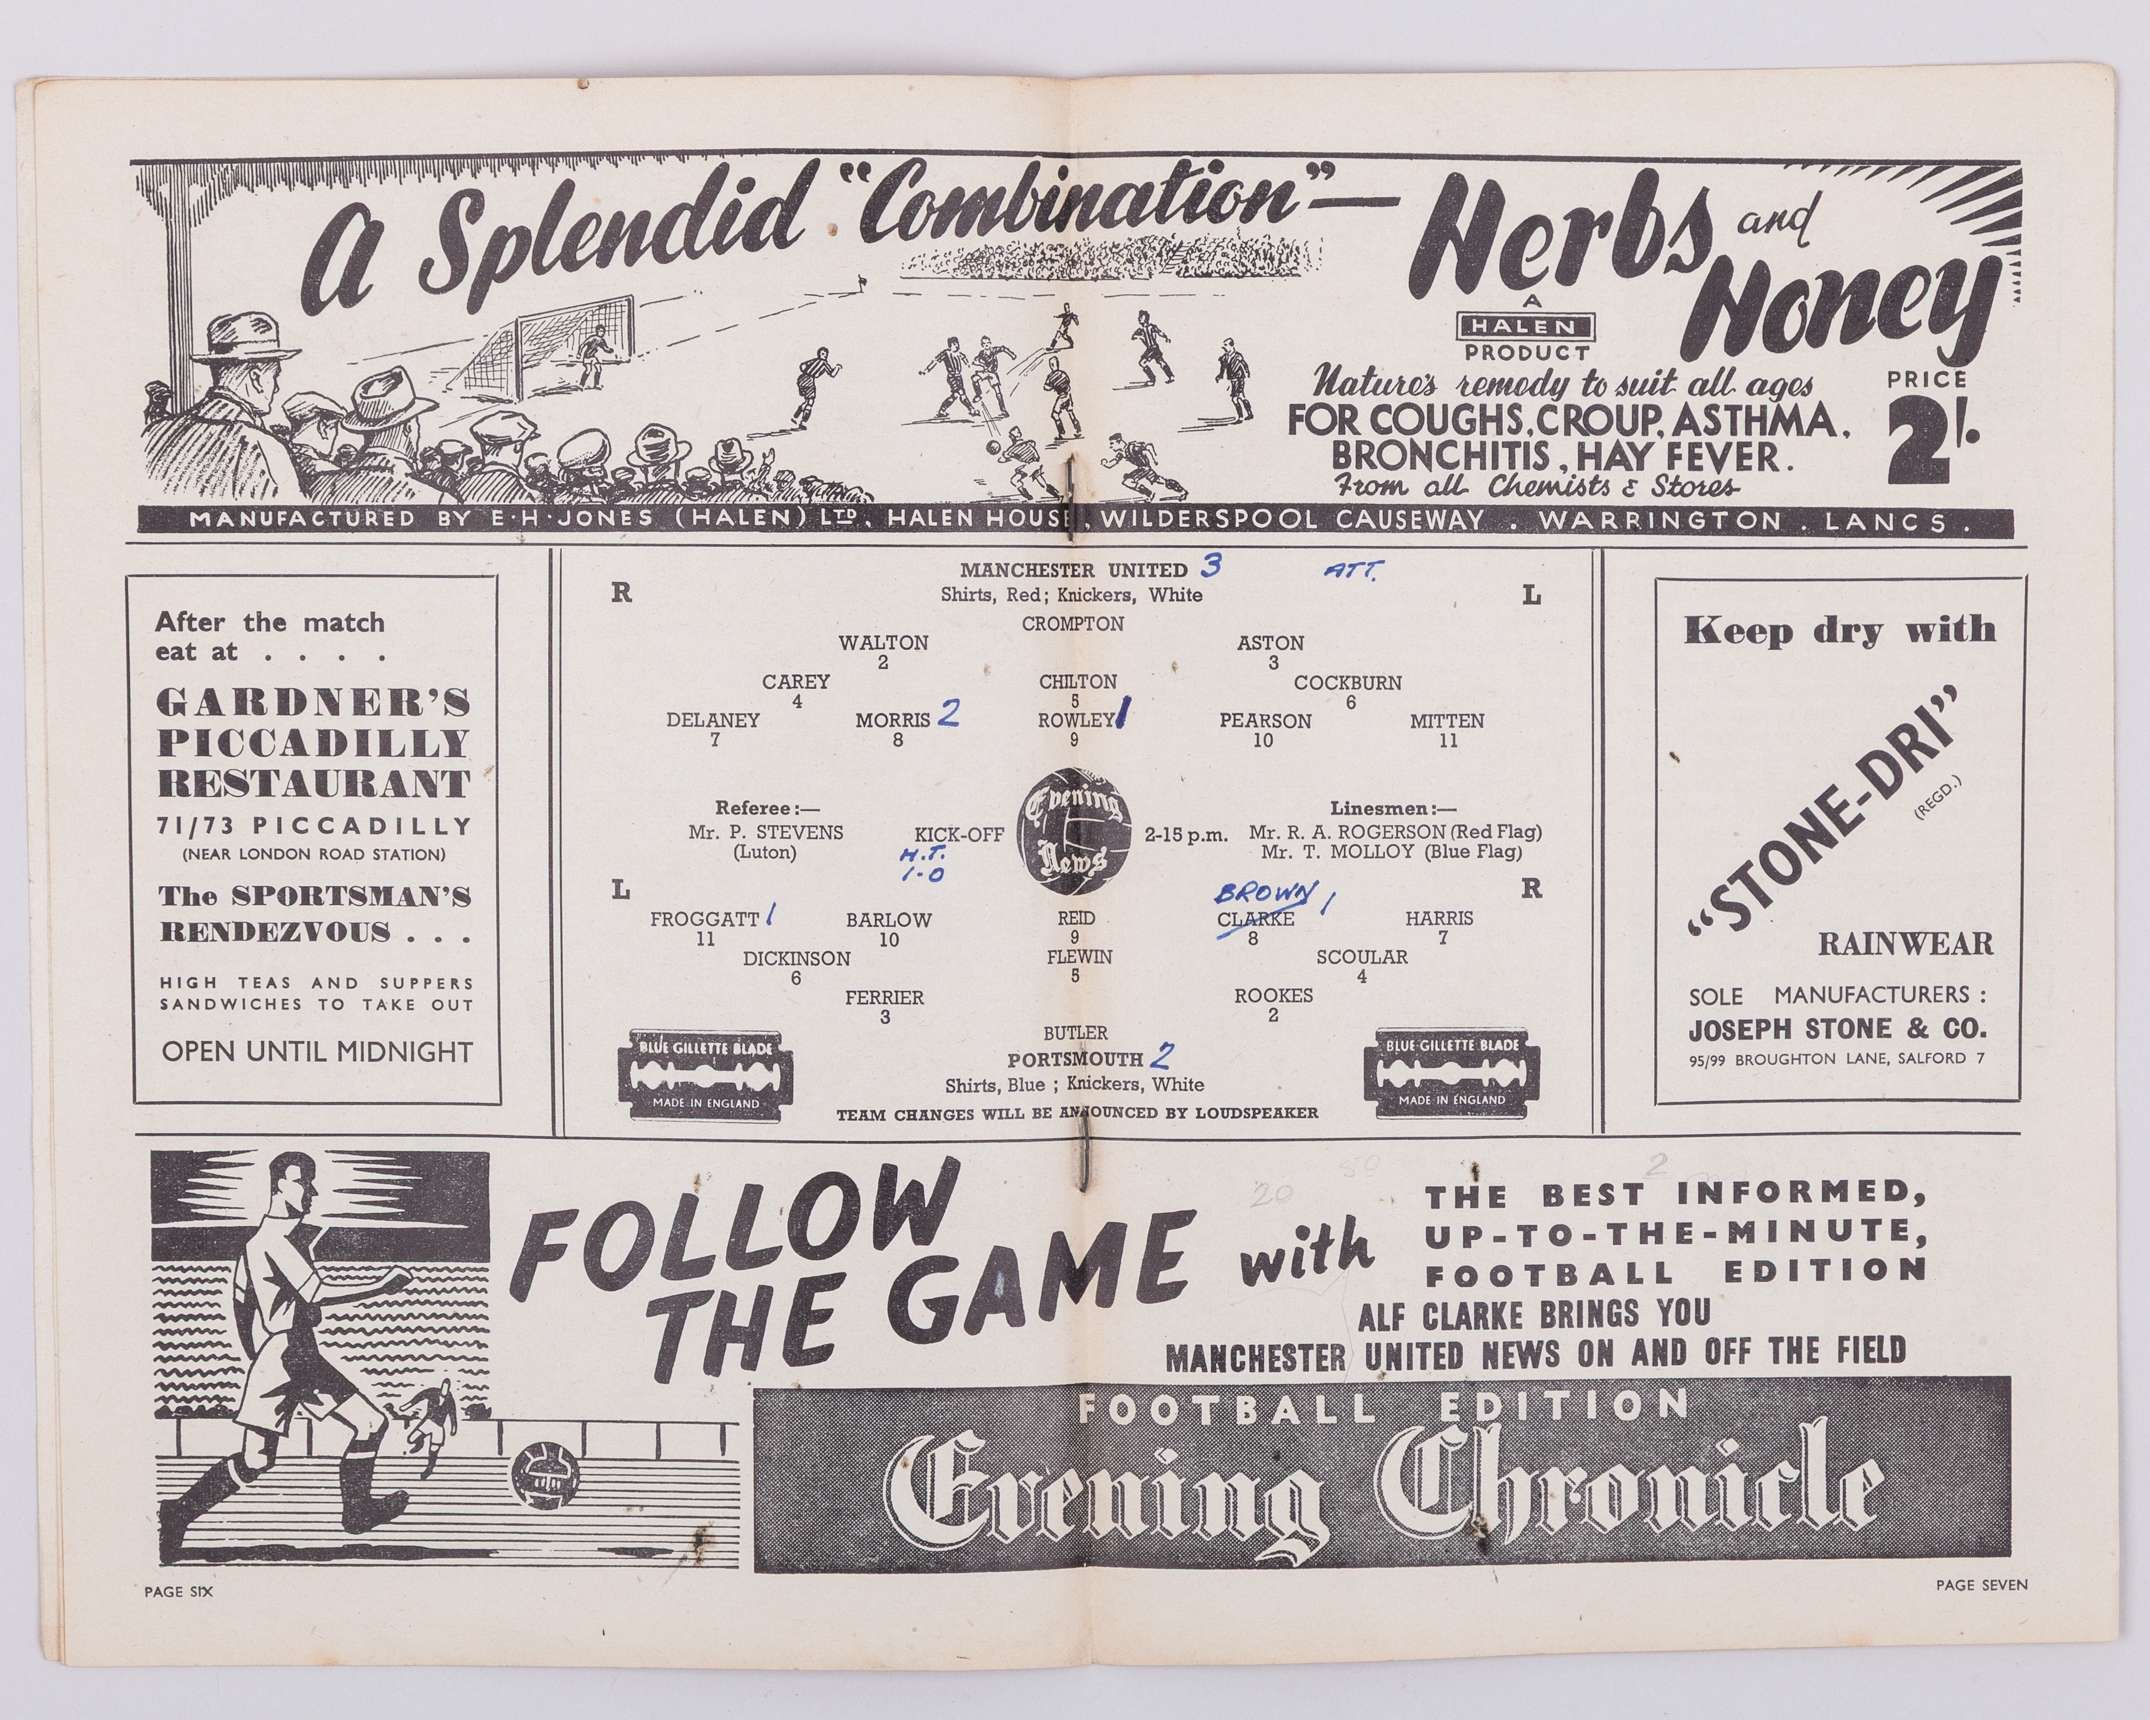 A Splendid "Combination"— Herbs and Honey
A
HALEN
PRODUCT
Nature's remedy to suit all ages
FOR COUGHS, CROUP, ASTHMA,
BRONCHITIS, HAY FEVER.
From all Chemists & Stores
PRICE
2/-
MANUFACTURED BY E·H·JONES (HALEN) LTD, HALEN HOUSE, WILDERSPOOL CAUSEWAY . WARRINGTON . LANCS.
After the match
eat at . . . .
GARDNER'S
PICCADILLY
RESTAURANT
71/73 PICCADILLY
(NEAR LONDON ROAD STATION)
The SPORTSMAN'S
RENDEZVOUS . . .
HIGH TEAS AND SUPPERS
SANDWICHES TO TAKE OUT
OPEN UNTIL MIDNIGHT
MANCHESTER UNITED 3 ATT.
R Shirts, Red; Knickers, White L
CROMPTON
WALTON ASTON
2 3
CAREY CHILTON COCKBURN
4 5 6
DELANEY MORRIS 2 ROWLEY 1 PEARSON MITTEN
7 8 9 10 11
Referee:— Linesmen:—
Mr. P. STEVENS KICK-OFF Evening News 2-15 p.m. Mr. R. A. ROGERSON (Red Flag)
(Luton) H.T. Mr. T. MOLLOY (Blue Flag)
1-0
L BROWN 1 R
FROGGATT 1 BARLOW REID CLARKE HARRIS
11 10 9 8 7
DICKINSON FLEWIN SCOULAR
6 5 4
FERRIER ROOKES
3 2
BUTLER
PORTSMOUTH 2
Shirts, Blue; Knickers, White
TEAM CHANGES WILL BE ANNOUNCED BY LOUDSPEAKER
BLUE GILLETTE BLADE
MADE IN ENGLAND
BLUE GILLETTE BLADE
MADE IN ENGLAND
Keep dry with
"STONE-DRI"
(REGD.)
RAINWEAR
SOLE MANUFACTURERS:
JOSEPH STONE & CO.
95/99 BROUGHTON LANE, SALFORD 7
20 50 2
FOLLOW
THE GAME with
THE BEST INFORMED,
UP-TO-THE-MINUTE,
FOOTBALL EDITION
ALF CLARKE BRINGS YOU
MANCHESTER UNITED NEWS ON AND OFF THE FIELD
FOOTBALL EDITION
Evening Chronicle
PAGE SIX
PAGE SEVEN